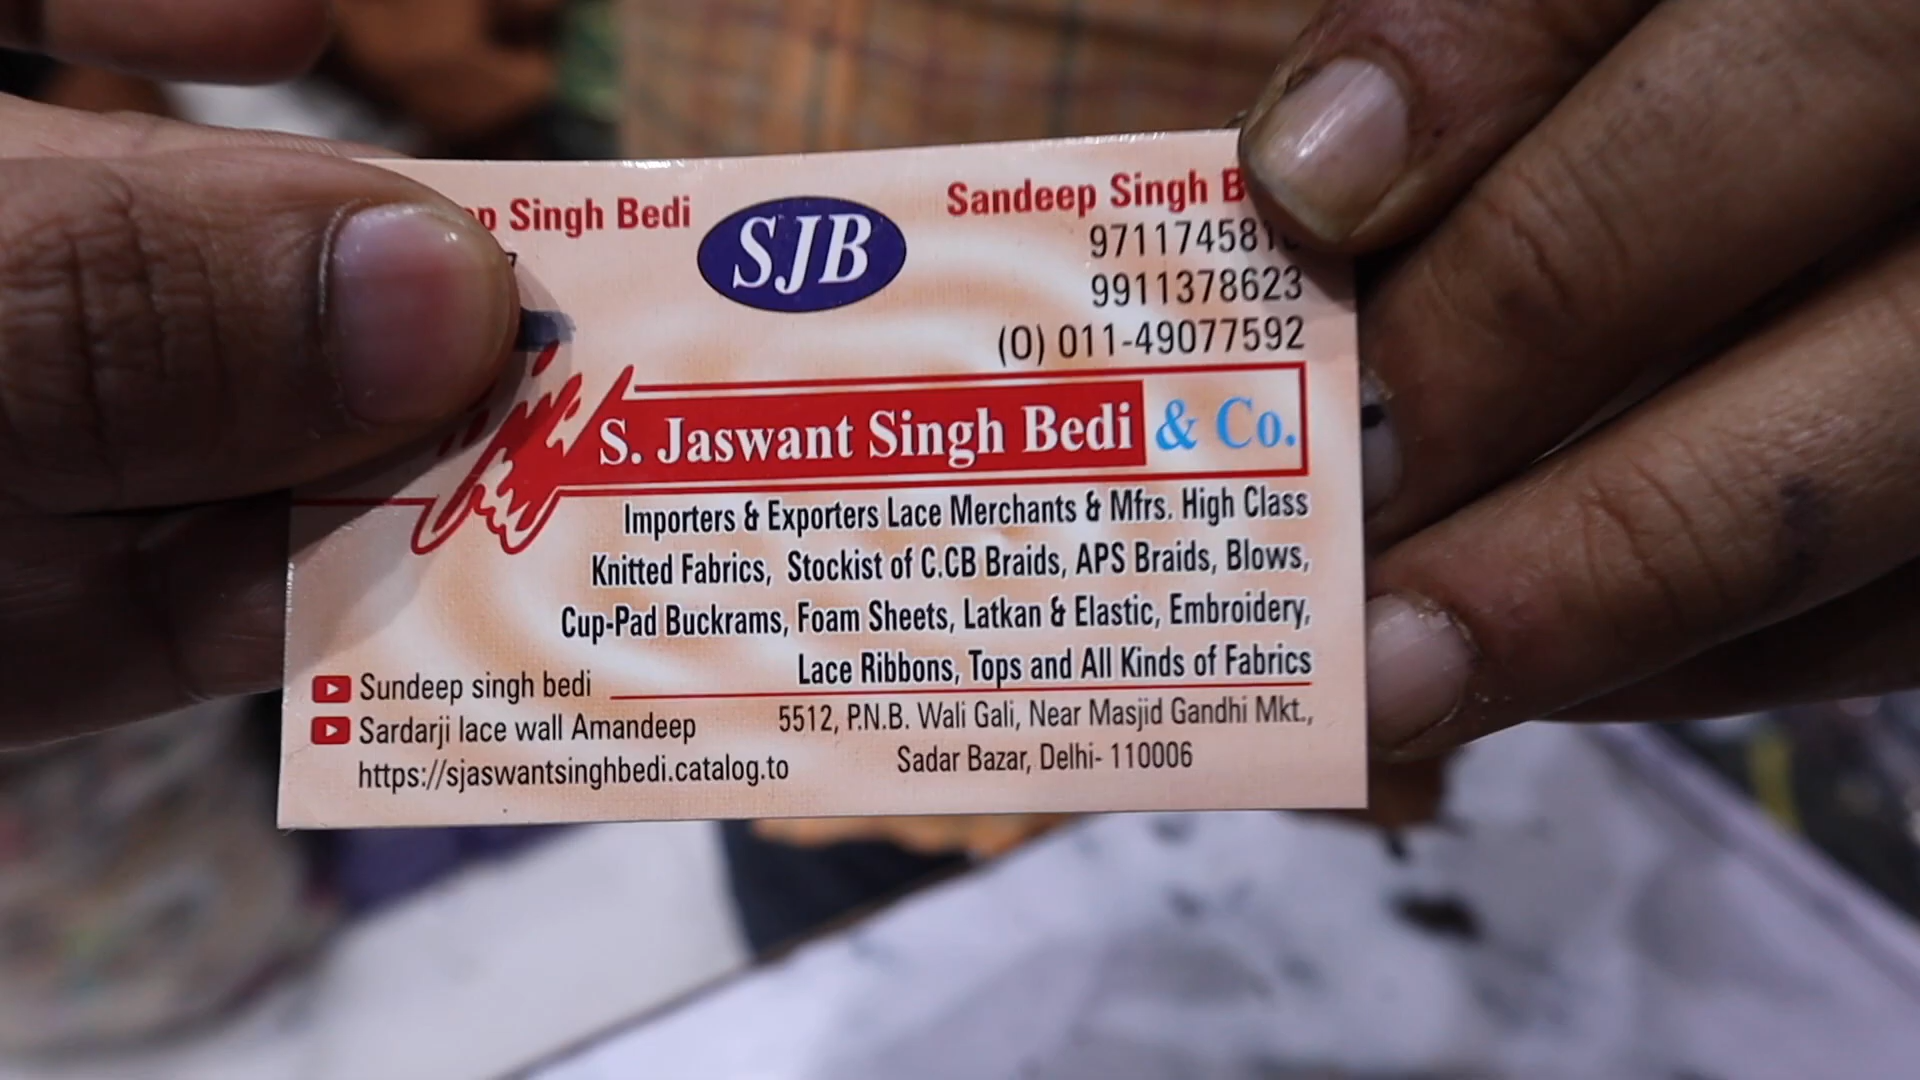 Singh Bedi
SJB
Sandeep Singh
9911378623
(O) 011-49077592
S. Jaswant Singh Bedi & Co.
Importers & Exporters Lace Merchants & Mfrs. High Class
Knitted Fabrics, Stockist of C.CB Braids, APS Braids, Blows,
Cup-Pad Buckrams, Foam Sheets, Latkan & Elastic, Embroidery,
Lace Ribbons, Tops and All Kinds of Fabrics
Sundeep singh bedi
Sardarji lace wall Amandeep
https://sjaswantsinghbedi.catalog.to
5512, P.N.B. Wali Gali, Near Masjid Gandhi Mkt.,
Sadar Bazar, Delhi- 110006